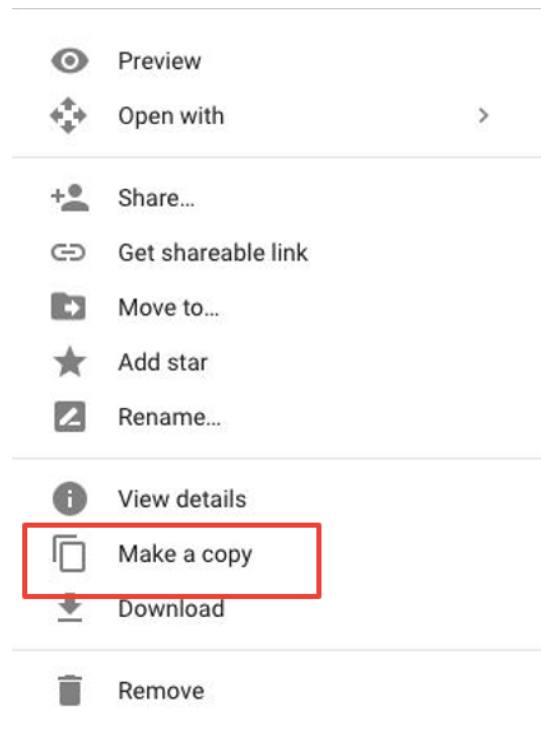 Preview
Open with
Share...
Get shareable link
Move to...
Add star
Rename...
View details
Make a copy
Download
Remove